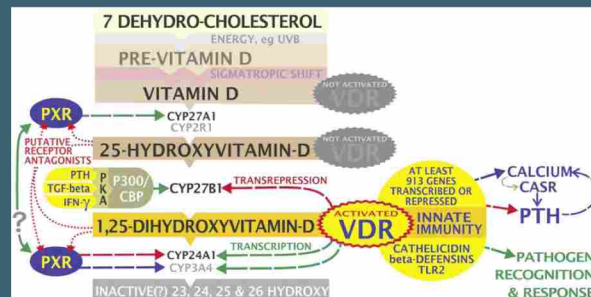 7 DEHYDRO-CHOLESTEROL
ENERGY, eg UVB
PRE-VITAMIN D
SIGMATROPIC SHIFT
VITAMIN D
NOT ACTIVATED
VDR
PXR
CYP27A1
CYP2R1
PUTATIVE
RECEPTOR
ANTAGONISTS
25-HYDROXYVITAMIN-D
NOT ACTIVATED
VDR
PTH
TGF-beta
IFN-γ
P
K
A
P300/
CBP
CYP27B1
TRANSREPRESSION
?
1,25-DIHYDROXYVITAMIN-D
ACTIVATED
VDR
AT LEAST
913 GENES
TRANSCRIBED OR
REPRESSED
INNATE
IMMUNITY
CATHELICIDIN
beta-DEFENSINS
TLR2
CALCIUM
CASR
PTH
PXR
CYP24A1
CYP3A4
TRANSCRIPTION
PATHOGEN
RECOGNITION
& RESPONSE
INACTIVE(?) 23, 24, 25 & 26 HYDROXY